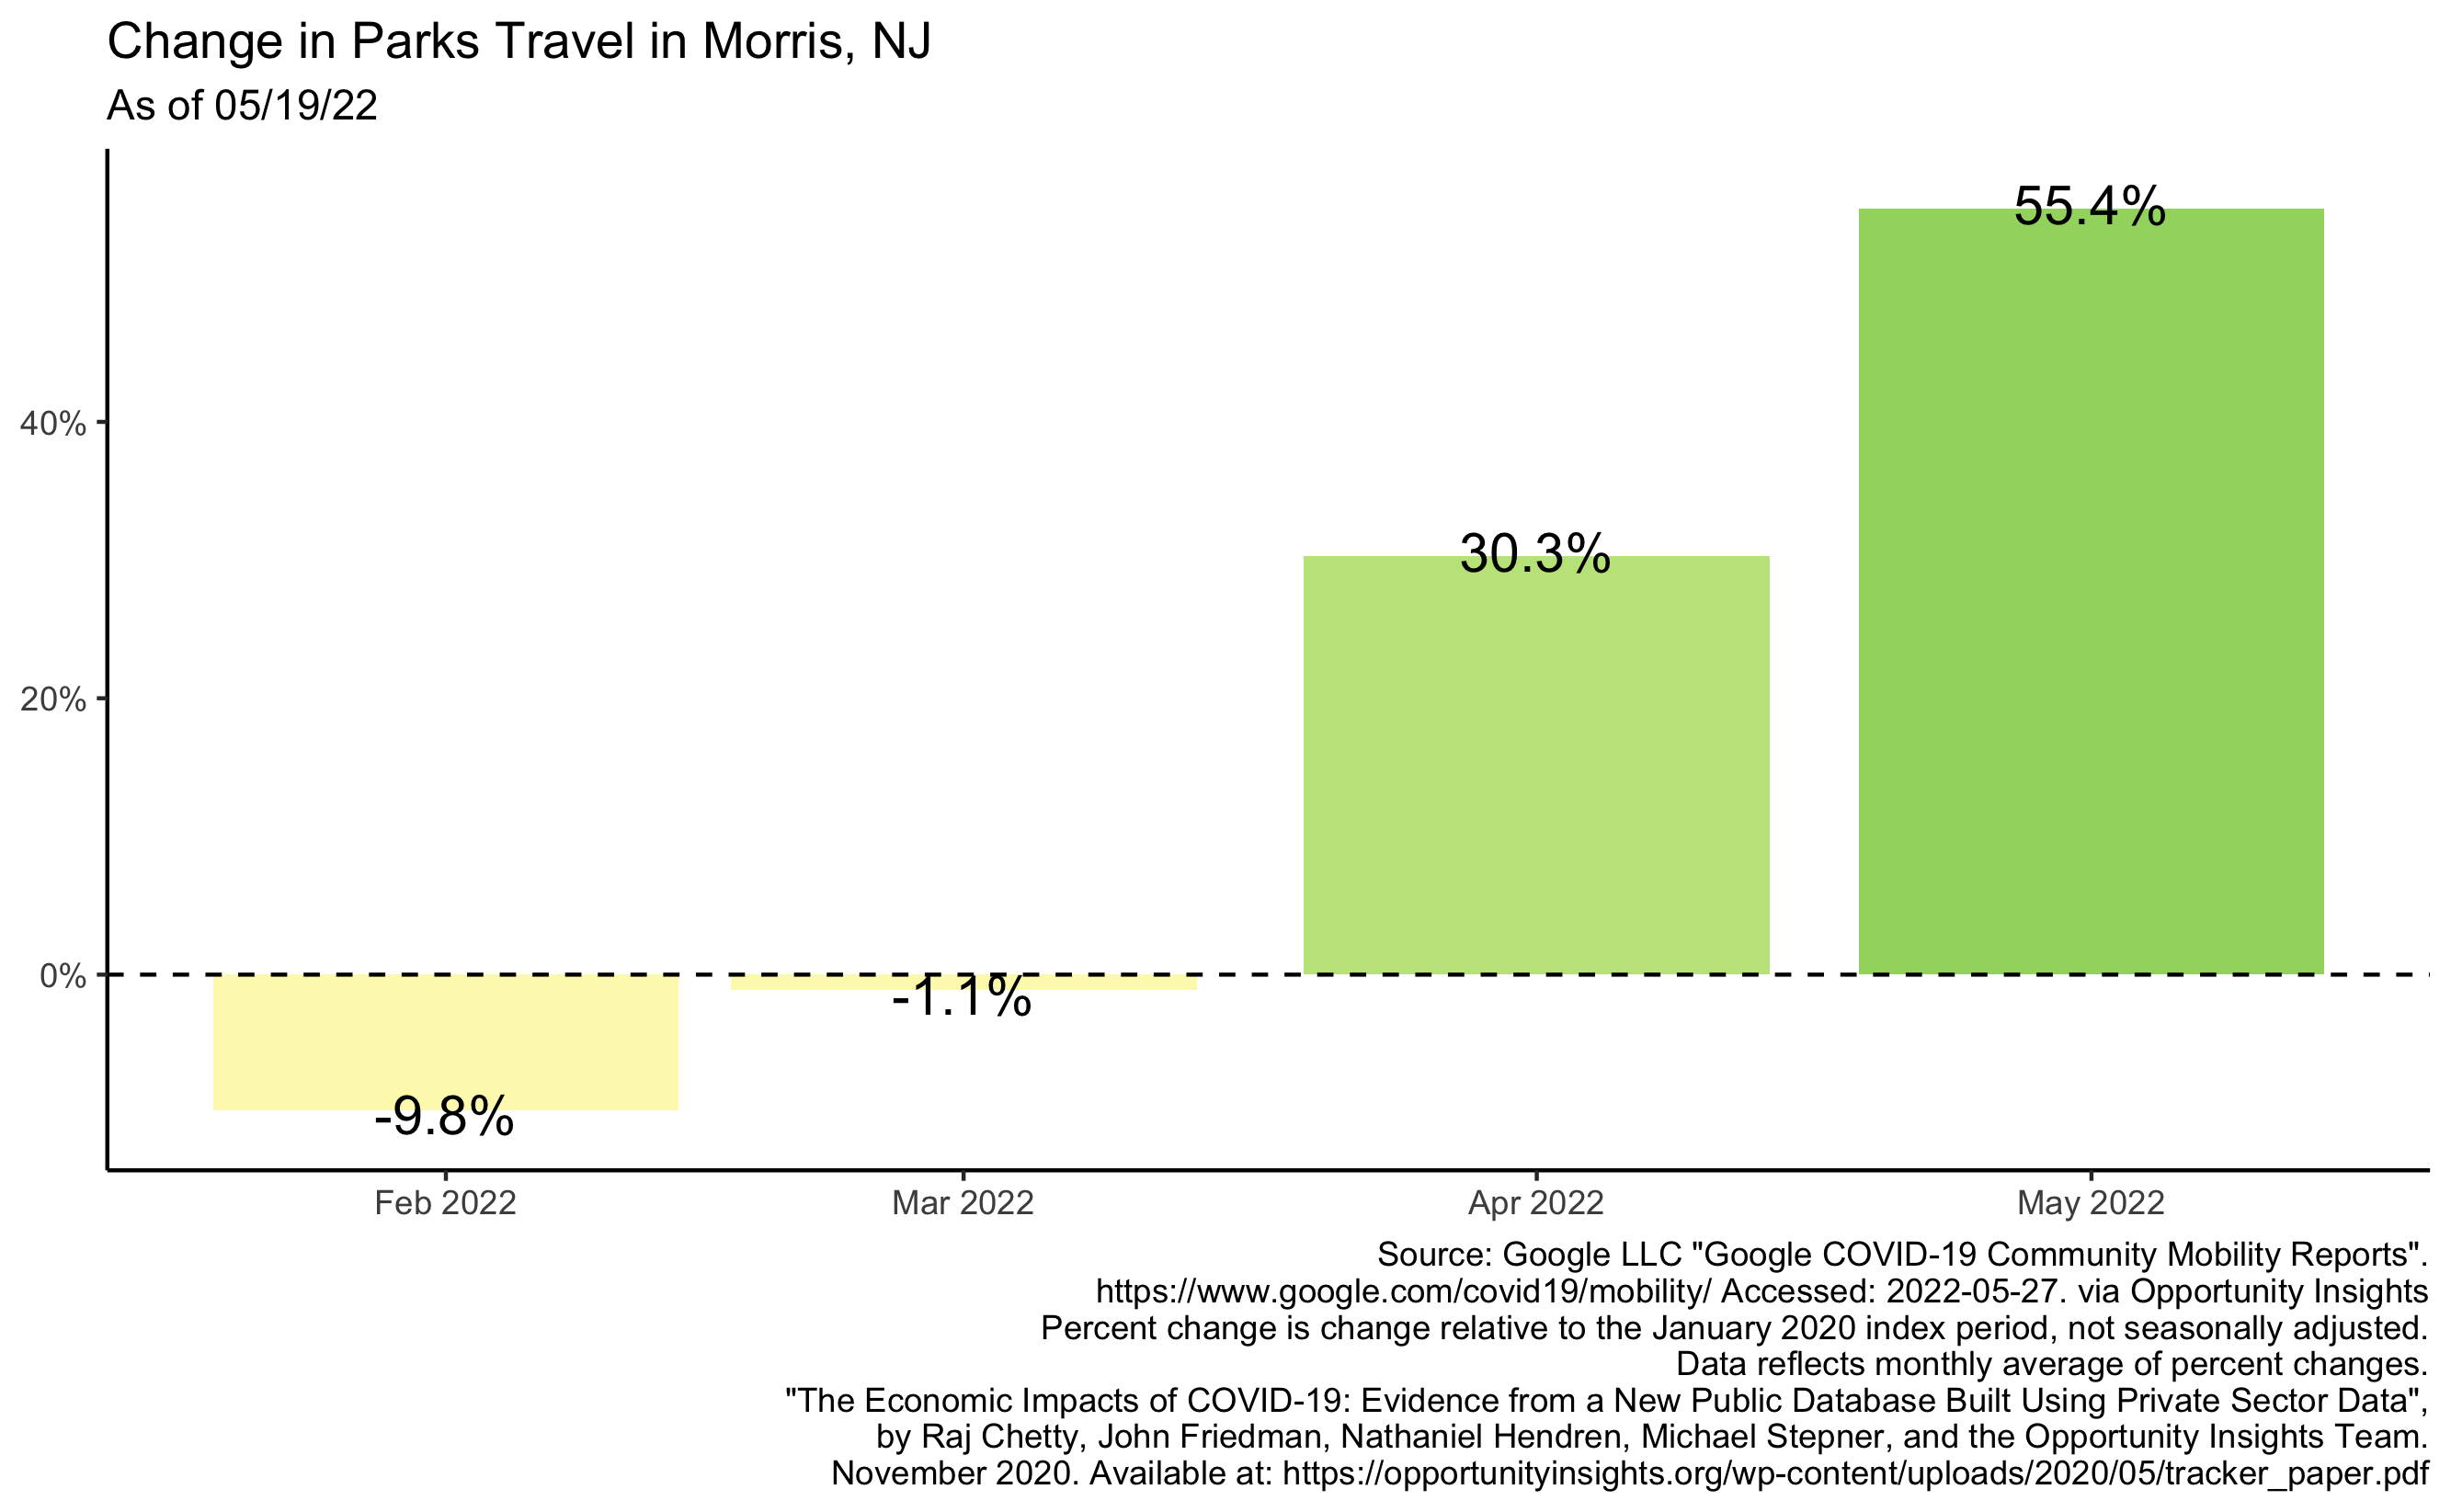 Change in Parks Travel in Morris, NJ
As of 05/19/22
55.4%
40%
30.3%
20%
0%
-1.1%
-9.8%
Feb 2022
Mar 2022
Apr 2022
May 2022
Source: Google LLC "Google COVID-19 Community Mobility Reports".
https://www.google.com/covid19/mobility/ Accessed: 2022-05-27. via Opportunity Insights
Percent change is change relative to the January 2020 index period, not seasonally adjusted.
Data reflects monthly average of percent changes.
"The Economic Impacts of COVID-19: Evidence from a New Public Database Built Using Private Sector Data",
by Raj Chetty, John Friedman, Nathaniel Hendren, Michael Stepner, and the Opportunity Insights Team.
November 2020. Available at: https://opportunityinsights.org/wp-content/uploads/2020/05/tracker_paper.pdf